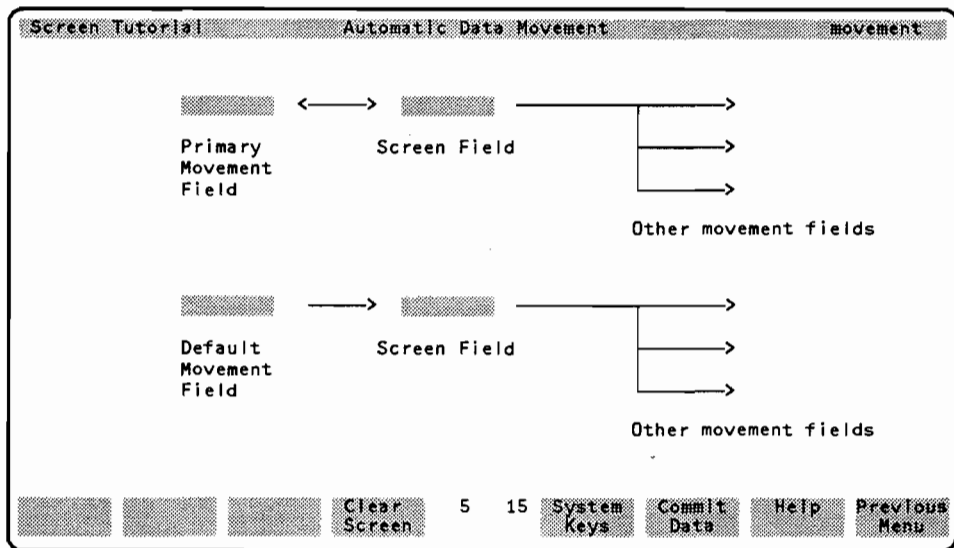 Screen Tutorial Automatic Data Movement movement
Primary Movement Field
Screen Field
Other movement fields
Default Movement Field
Screen Field
Other movement fields
Clear Screen 5 15 System Keys Commit Data Help Previous Menu